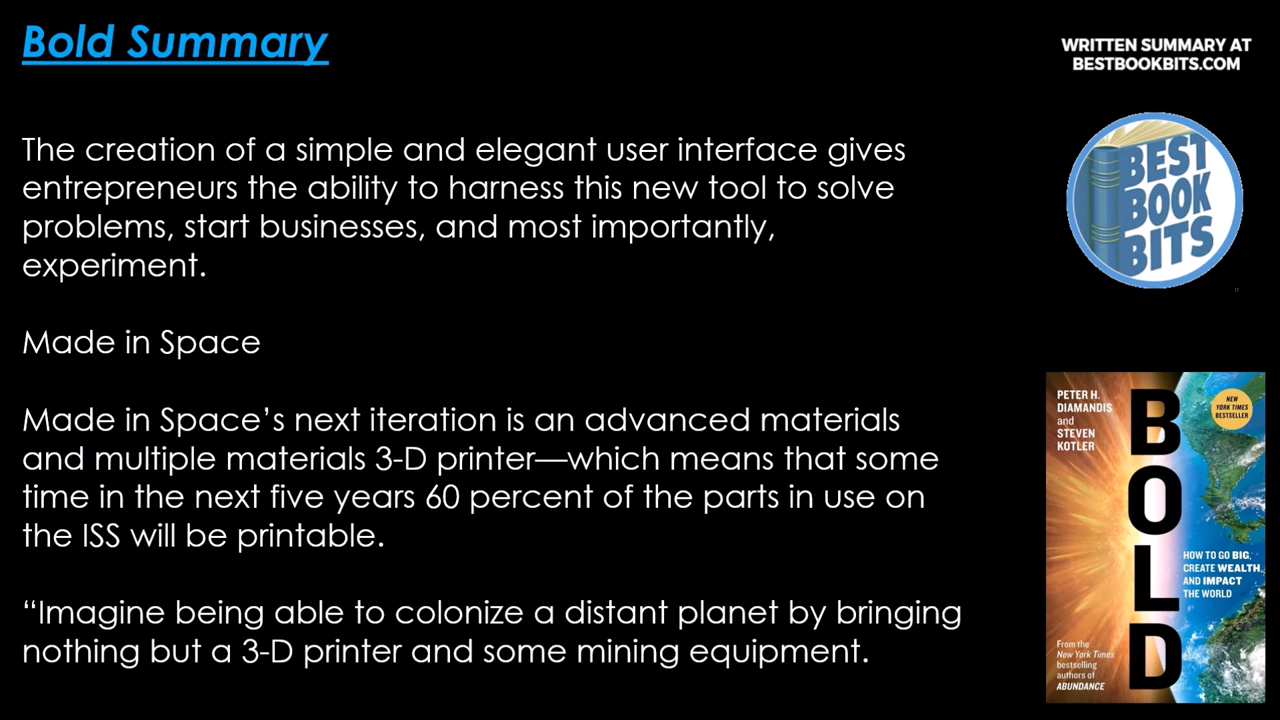 Bold Summary
WRITTEN SUMMARY AT
BESTBOOKBITS.COM
The creation of a simple and elegant user interface gives
entrepreneurs the ability to harness this new tool to solve
problems, start businesses, and most importantly,
experiment.
Made in Space
Made in Space’s next iteration is an advanced materials
and multiple materials 3-D printer—which means that some
time in the next five years 60 percent of the parts in use on
the ISS will be printable.
“Imagine being able to colonize a distant planet by bringing
nothing but a 3-D printer and some mining equipment.
BEST
BOOK
BITS
PETER H.
DIAMANDIS
and
STEVEN
KOTLER
BOLD
NEW
YORK TIMES
BESTSELLER
HOW TO GO BIG,
CREATE WEALTH,
AND IMPACT
THE WORLD
From the
New York Times
bestselling
authors of
ABUNDANCE